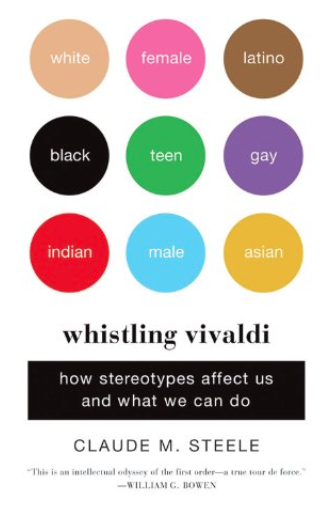 white female latino
black teen gay
indian male asian
whistling vivaldi
how stereotypes affect us
and what we can do
CLAUDE M. STEELE
"This is an intellectual odyssey of the first order—a true tour de force."
—WILLIAM G. BOWEN